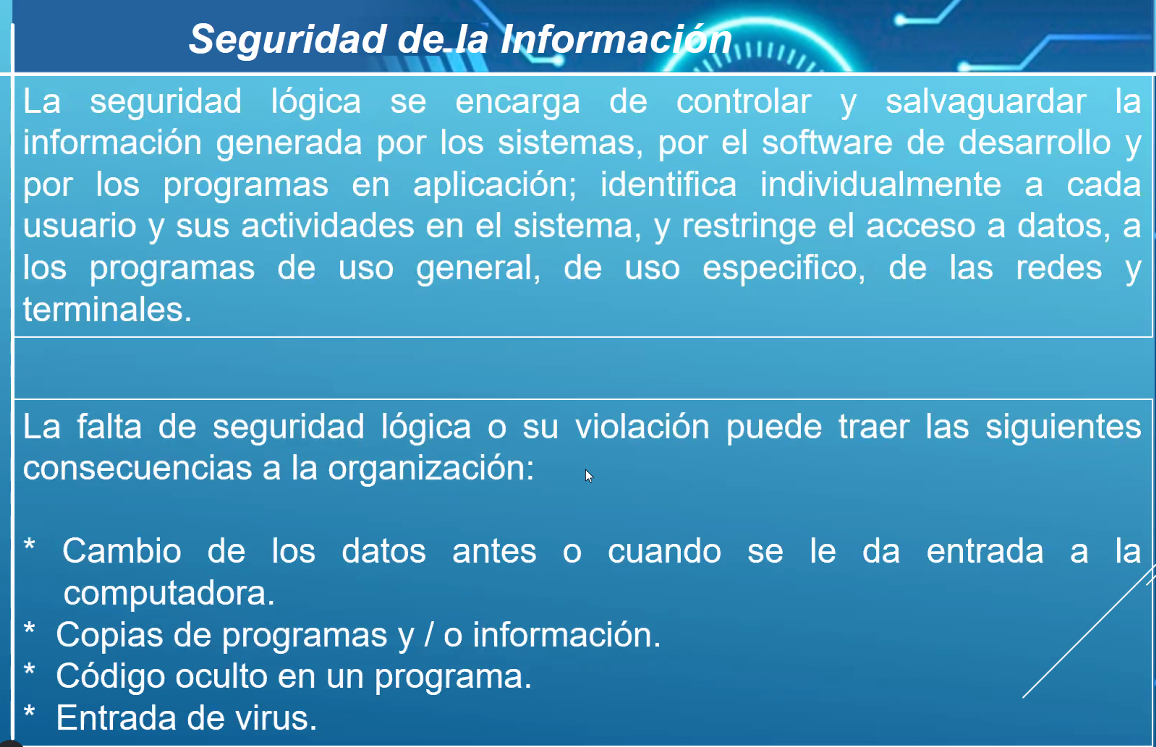 Seguridad de la Información
La seguridad lógica se encarga de controlar y salvaguardar la
información generada por los sistemas, por el software de desarrollo y
por los programas en aplicación; identifica individualmente a cada
usuario y sus actividades en el sistema, y restringe el acceso a datos, a
los programas de uso general, de uso especifico, de las redes y
terminales.
La falta de seguridad lógica o su violación puede traer las siguientes
consecuencias a la organización:
* Cambio de los datos antes o cuando se le da entrada a la
computadora.
* Copias de programas y / o información.
* Código oculto en un programa.
* Entrada de virus.